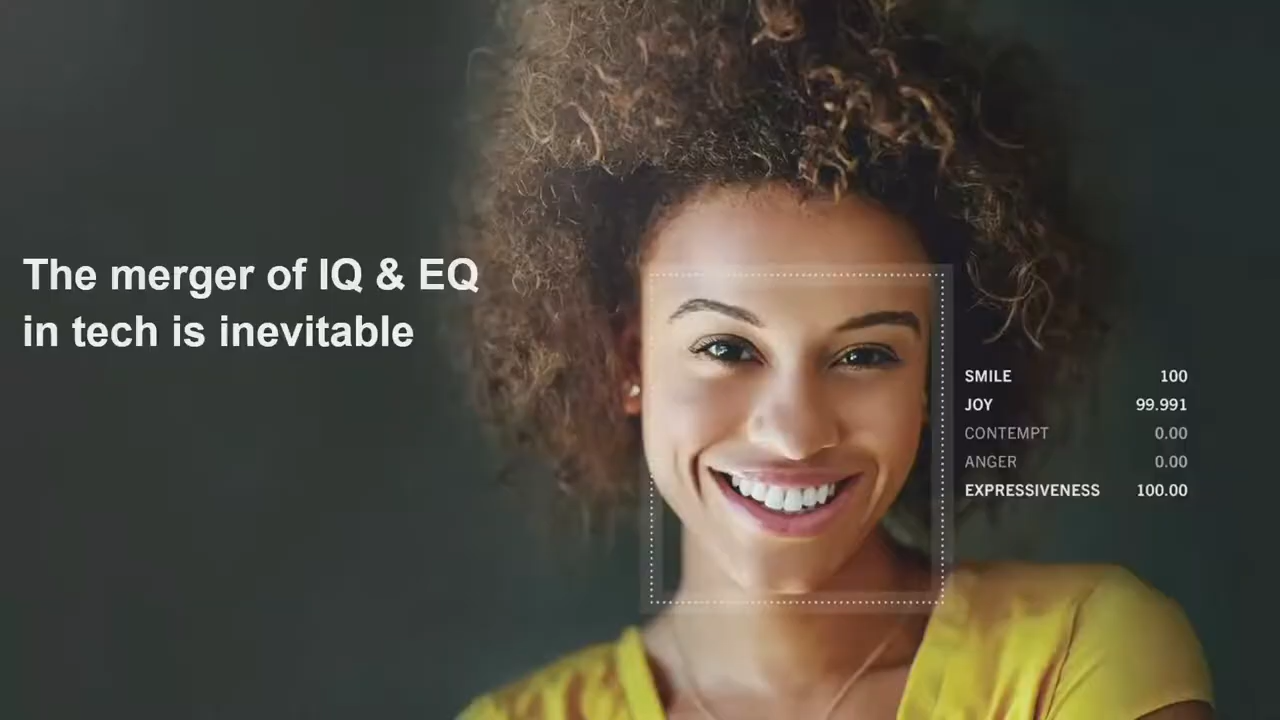 The merger of IQ & EQ
in tech is inevitable
SMILE 100
JOY 99.991
CONTEMPT 0.00
ANGER 0.00
EXPRESSIVENESS 100.00